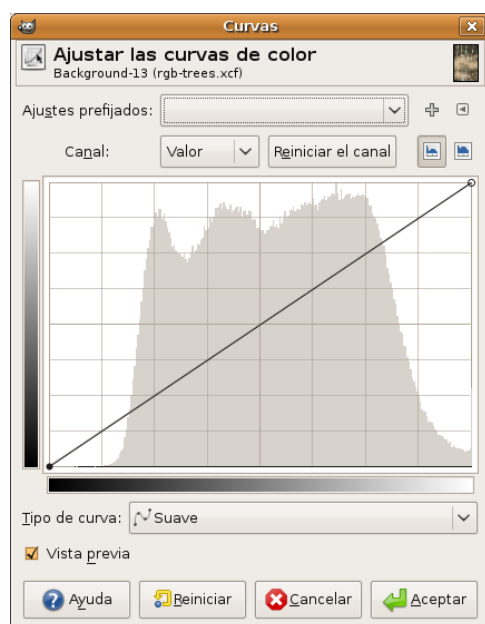 Curvas
Ajustar las curvas de color
Background-13 (rgb-trees.xcf)
Ajustes prefijados:
Canal: Valor Reiniciar el canal
Tipo de curva: Suave
Vista previa
Ayuda Reiniciar Cancelar Aceptar